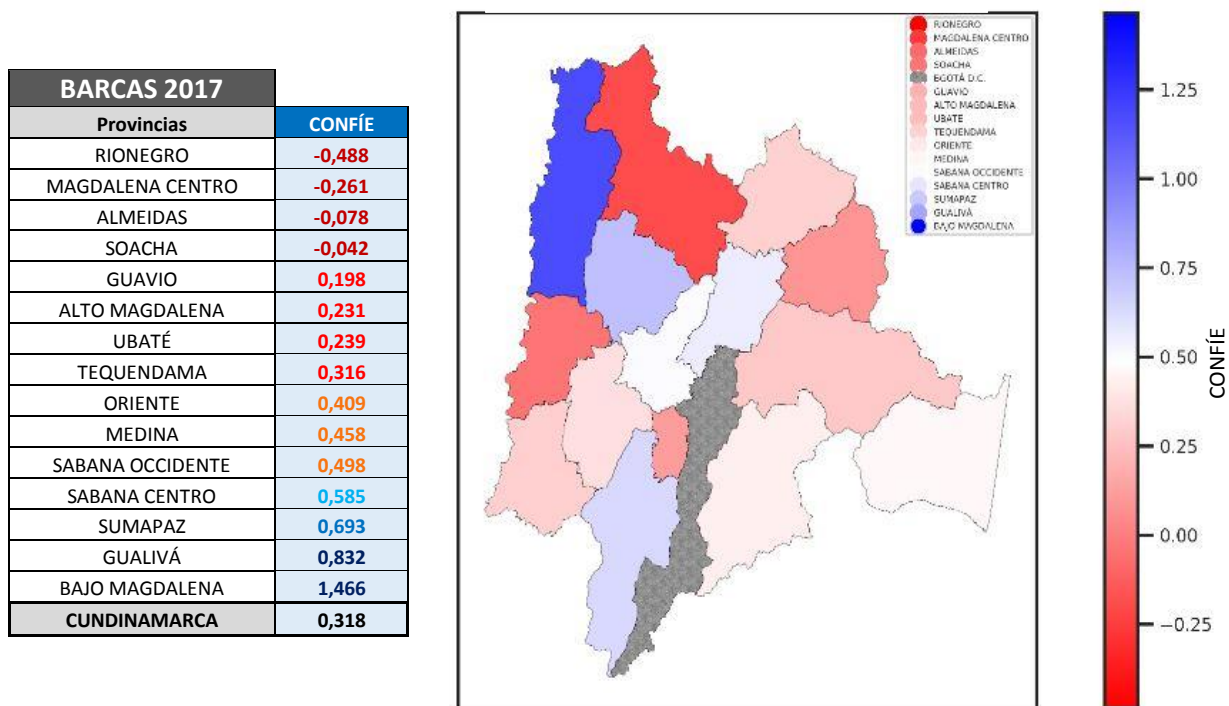 BARCAS 2017
Provincias CONFÍE
RIONEGRO -0,488
MAGDALENA CENTRO -0,261
ALMEIDAS -0,078
SOACHA -0,042
GUAVIO 0,198
ALTO MAGDALENA 0,231
UBATÉ 0,239
TEQUENDAMA 0,316
ORIENTE 0,409
MEDINA 0,458
SABANA OCCIDENTE 0,498
SABANA CENTRO 0,585
SUMAPAZ 0,693
GUALIVÁ 0,832
BAJO MAGDALENA 1,466
CUNDINAMARCA 0,318
RIONEGRO
MAGDALENA CENTRO
ALMEIDAS
SOACHA
BGOTÁ D.C.
GUAVIO
ALTO MAGDALENA
UBATE
TEQUENDAMA
ORIENTE
MEDINA
SABANA OCCIDENTE
SABANA CENTRO
SUMAPAZ
GUALIVÁ
BAJO MAGDALENA
1.25
1.00
0.75
0.50
0.25
0.00
−0.25
CONFÍE